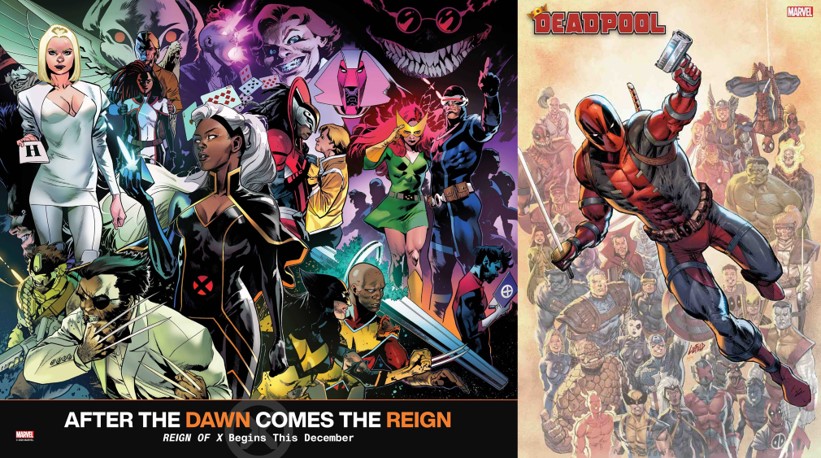 H
AFTER THE DAWN COMES THE REIGN
REIGN OF X Begins This December
MARVEL
DEADPOOL
MARVEL